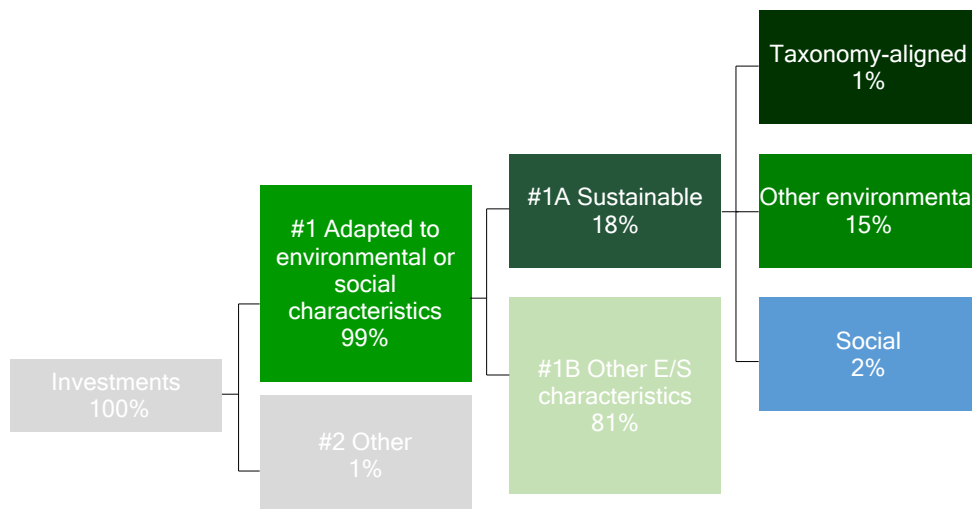 Investments
100%
#1 Adapted to
environmental or
social
characteristics
99%
#2 Other
1%
#1A Sustainable
18%
#1B Other E/S
characteristics
81%
Taxonomy-aligned
1%
Other environmenta
15%
Social
2%